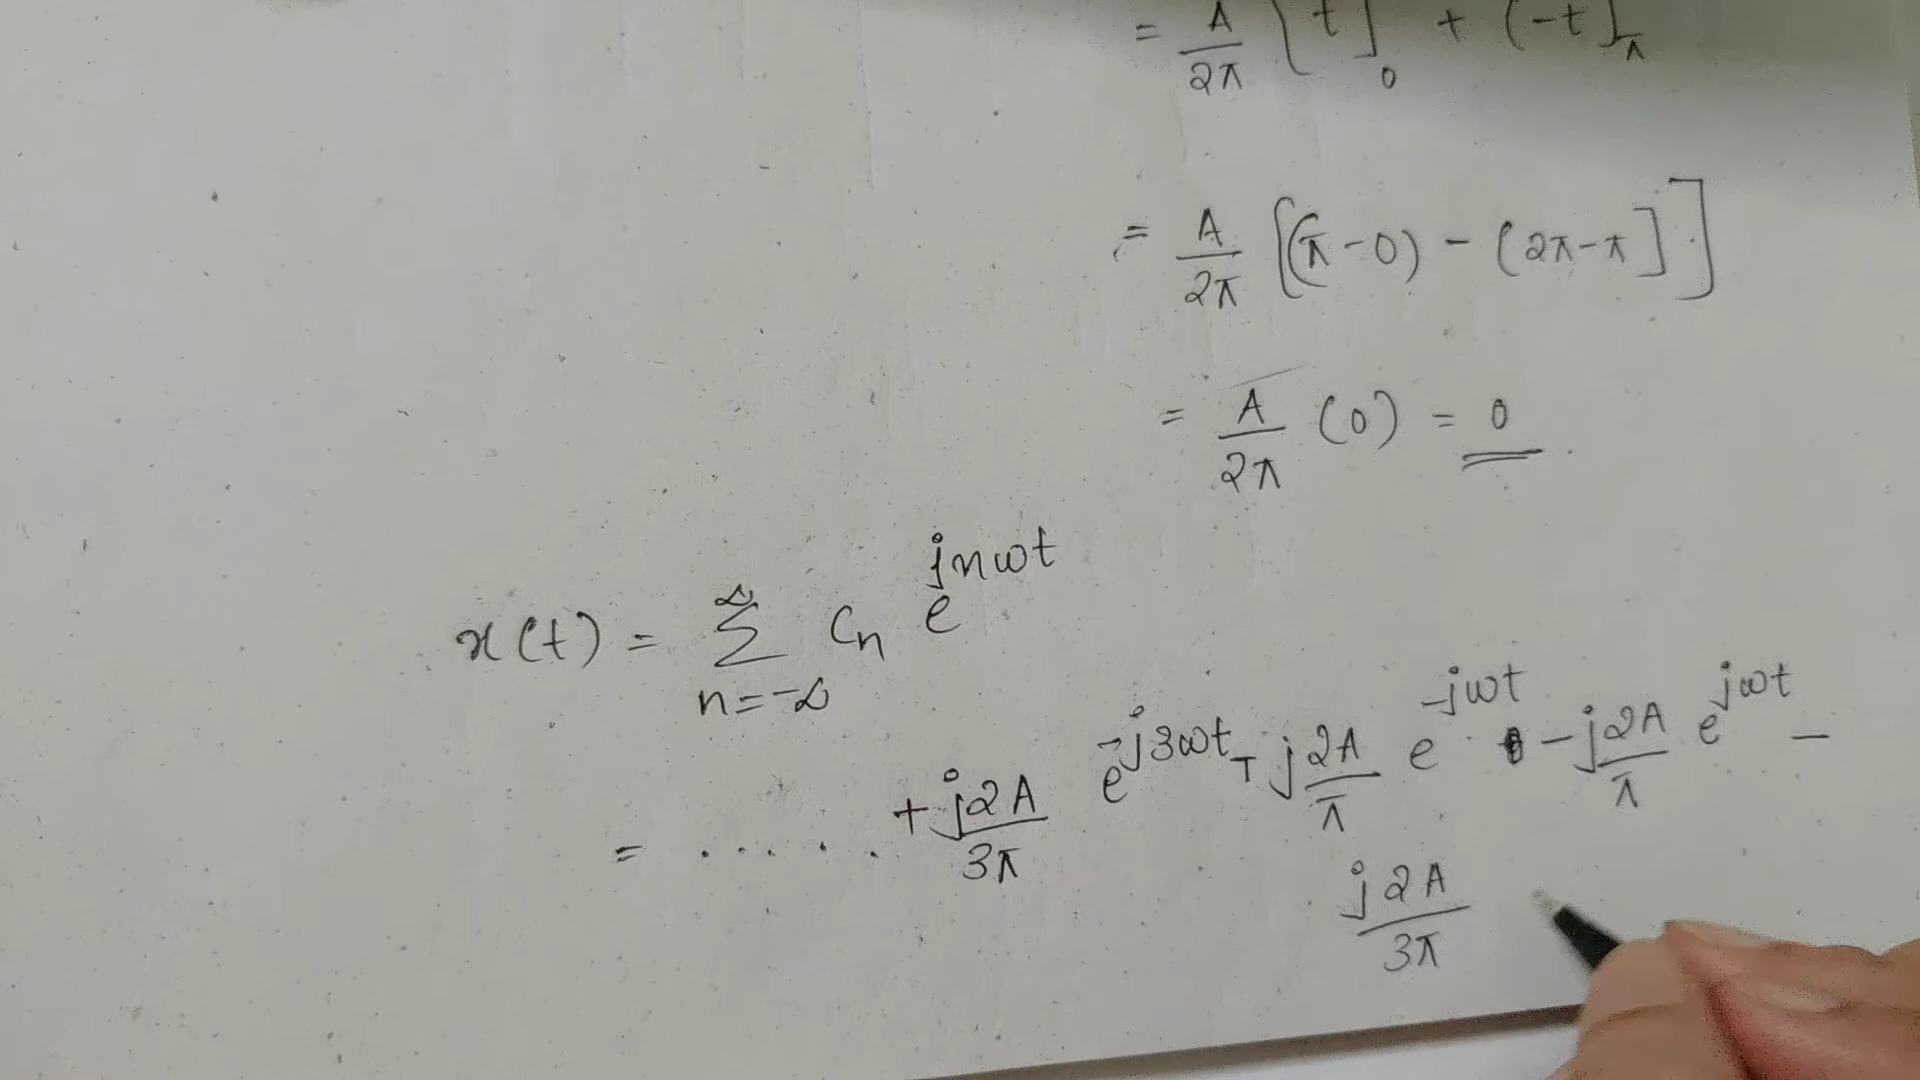 = A/2π [t]₀ + (-t]π
= A/2π [(π-0) - (2π-π]]
= A/2π (0) = 0
x(t) = ∑_{n=-∞}^{∞} Cn e^{jnωt}
= ...... + j2A/3π e^{-j3ωt} + j2A/π e^{-jωt} - j2A/π e^{jωt} -
j2A/3π